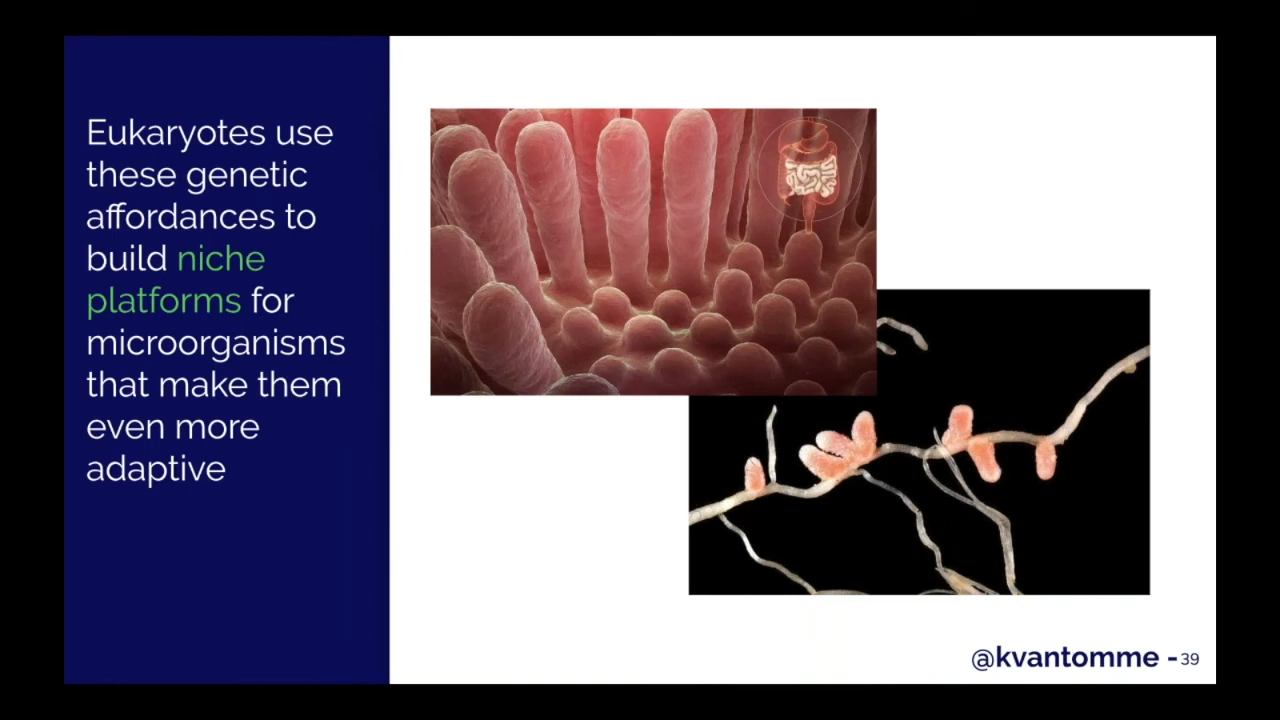 Eukaryotes use
these genetic
affordances to
build niche
platforms for
microorganisms
that make them
even more
adaptive
@kvantomme - 39